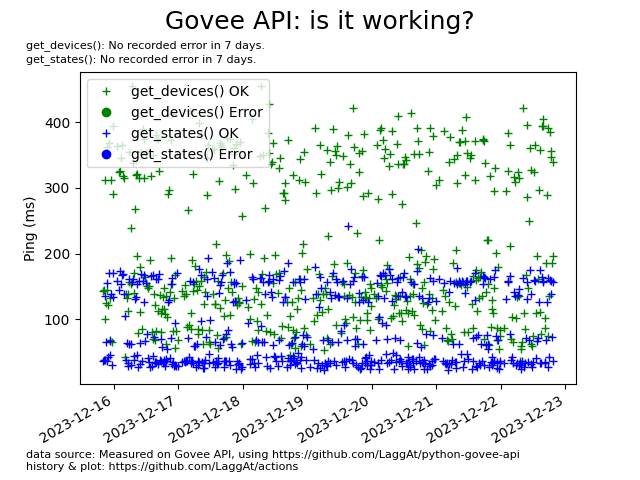 Govee API: is it working?
get_devices(): No recorded error in 7 days.
get_states(): No recorded error in 7 days.
get_devices() OK
get_devices() Error
get_states() OK
get_states() Error
400
300
200
100
Ping (ms)
2023-12-16
2023-12-17
2023-12-18
2023-12-19
2023-12-20
2023-12-21
2023-12-22
2023-12-23
data source: Measured on Govee API, using https://github.com/LaggAt/python-govee-api
history & plot: https://github.com/LaggAt/actions